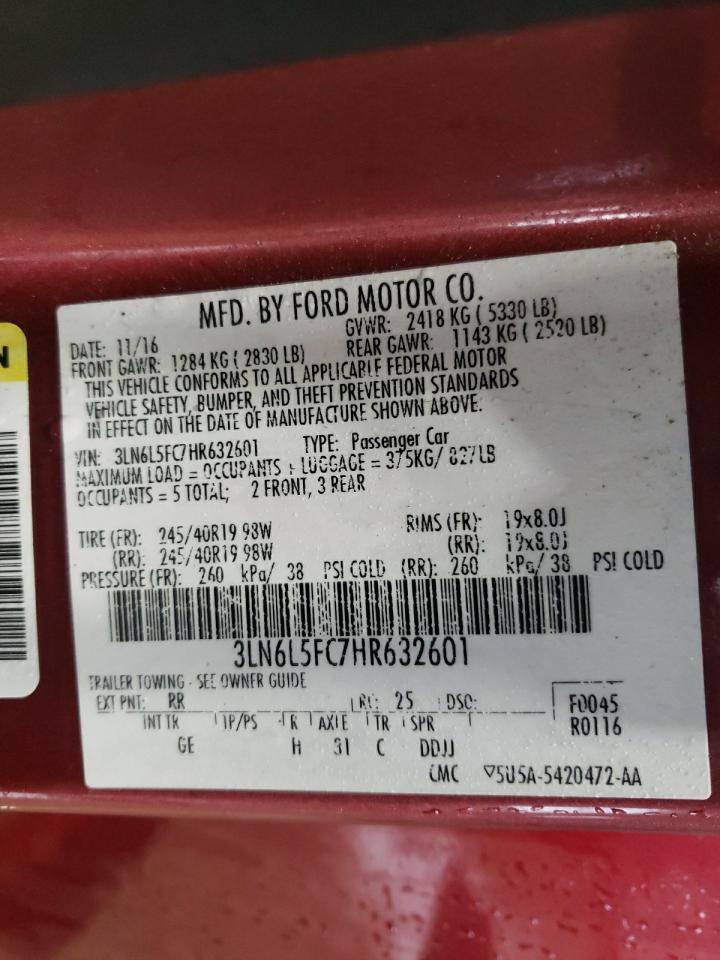 N
MFD. BY FORD MOTOR CO.
DATE: 11/16 GVWR: 2418 KG ( 5330 LB)
FRONT GAWR: 1284 KG ( 2830 LB) REAR GAWR: 1143 KG ( 2520 LB)
THIS VEHICLE CONFORMS TO ALL APPLICABLE FEDERAL MOTOR
VEHICLE SAFETY, BUMPER, AND THEFT PREVENTION STANDARDS
IN EFFECT ON THE DATE OF MANUFACTURE SHOWN ABOVE.
VIN: 3LN6L5FC7HR632601 TYPE: Passenger Car
MAXIMUM LOAD = OCCUPANTS + LUGGAGE = 375KG/ 827LB
OCCUPANTS = 5 TOTAL; 2 FRONT, 3 REAR
TIRE (FR): 245/40R19 98W RIMS (FR): 19x8.0J
(RR): 245/40R19 98W (RR): 19x8.0J
PRESSURE (FR): 260 kPa/ 38 PSI COLD (RR): 260 kPa/ 38 PSI COLD
3LN6L5FC7HR632601
TRAILER TOWING - SEE OWNER GUIDE
EXT PNT: RR RC: 25 DSO: F0045
INT TR TP/PS R AXLE TR SPR R0116
GE H 31 C DDJJ
CMC ▽5U5A-5420472-AA